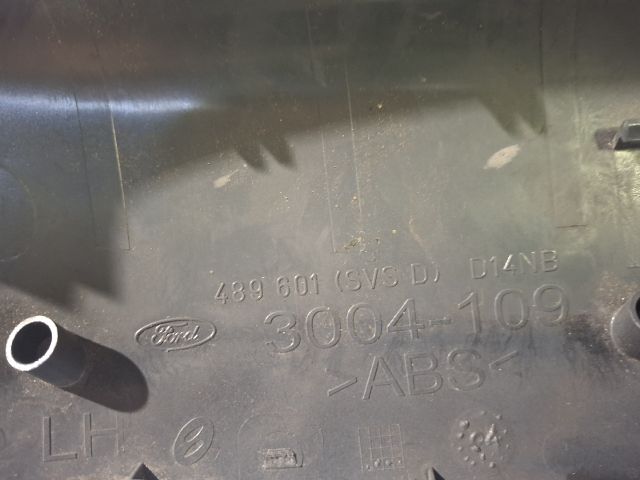 489 601 (SVS D) D14NB
Ford 3004-109
>ABS<
LH